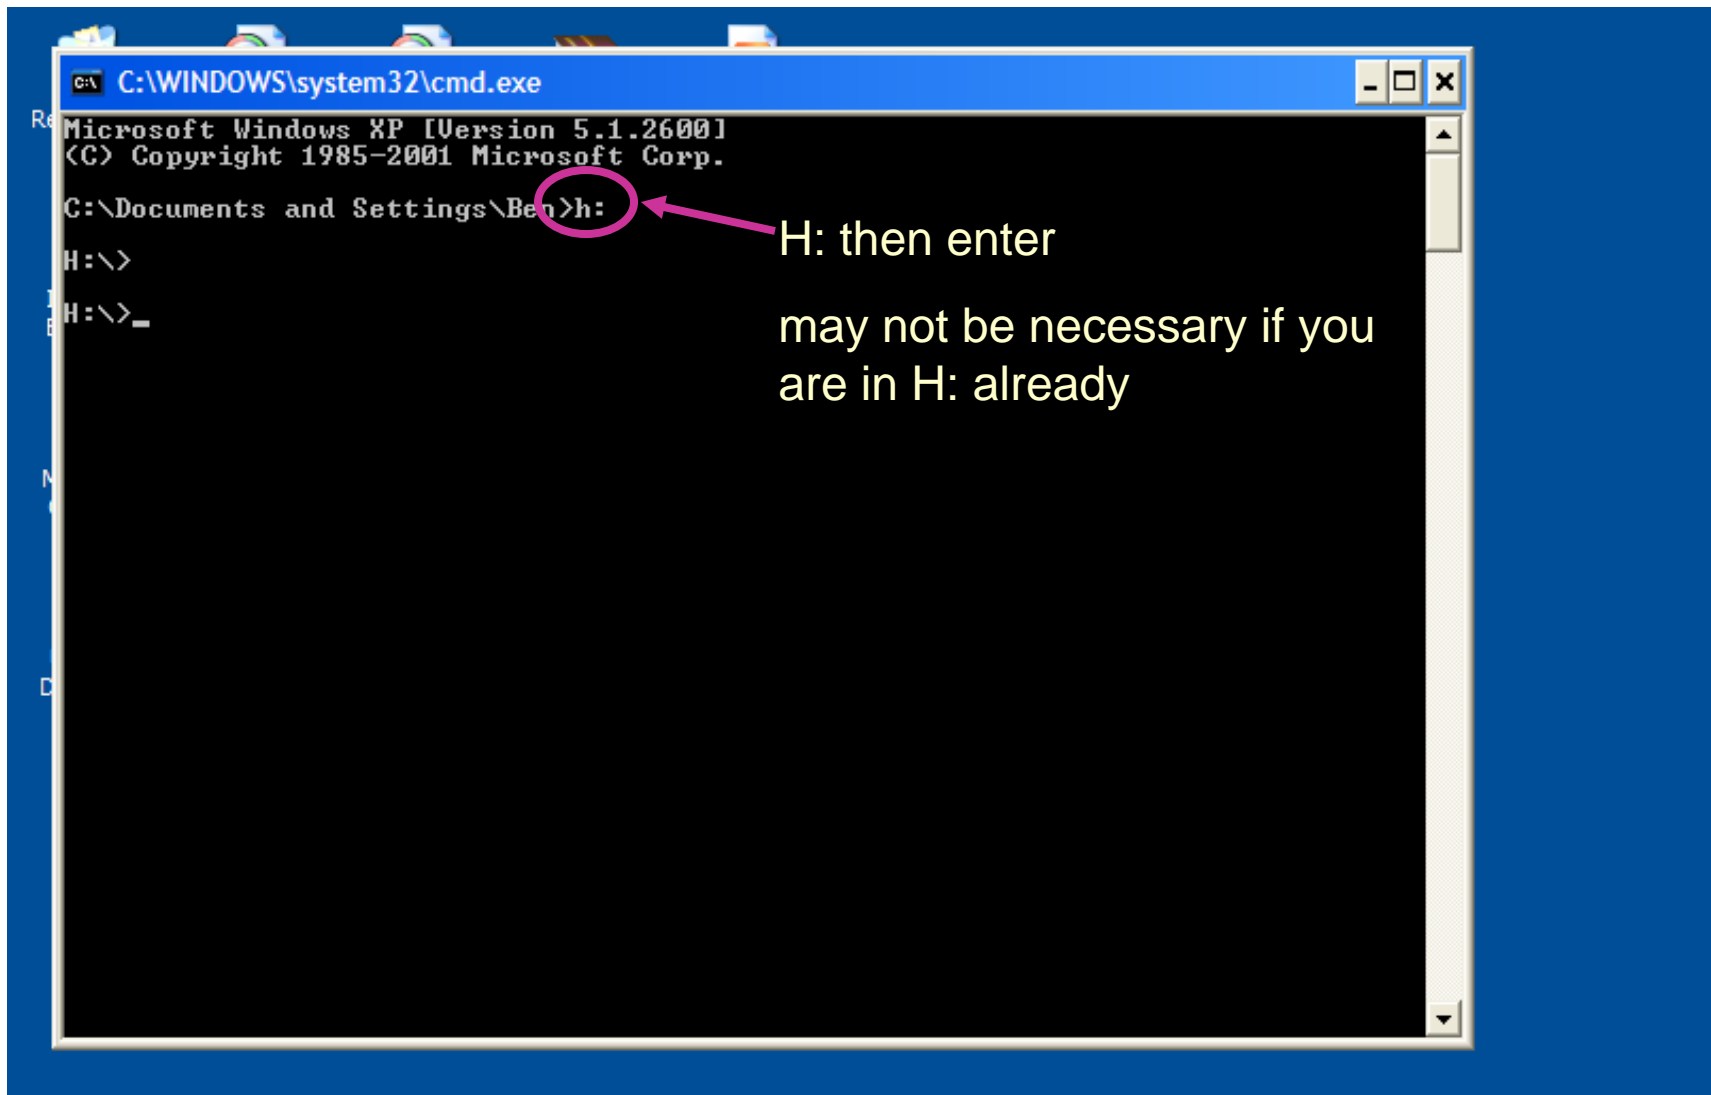 C:\WINDOWS\system32\cmd.exe
Microsoft Windows XP [Version 5.1.2600]
(C) Copyright 1985-2001 Microsoft Corp.
C:\Documents and Settings\Ben>h:
H:\>
H:\>_
H: then enter
may not be necessary if you
are in H: already